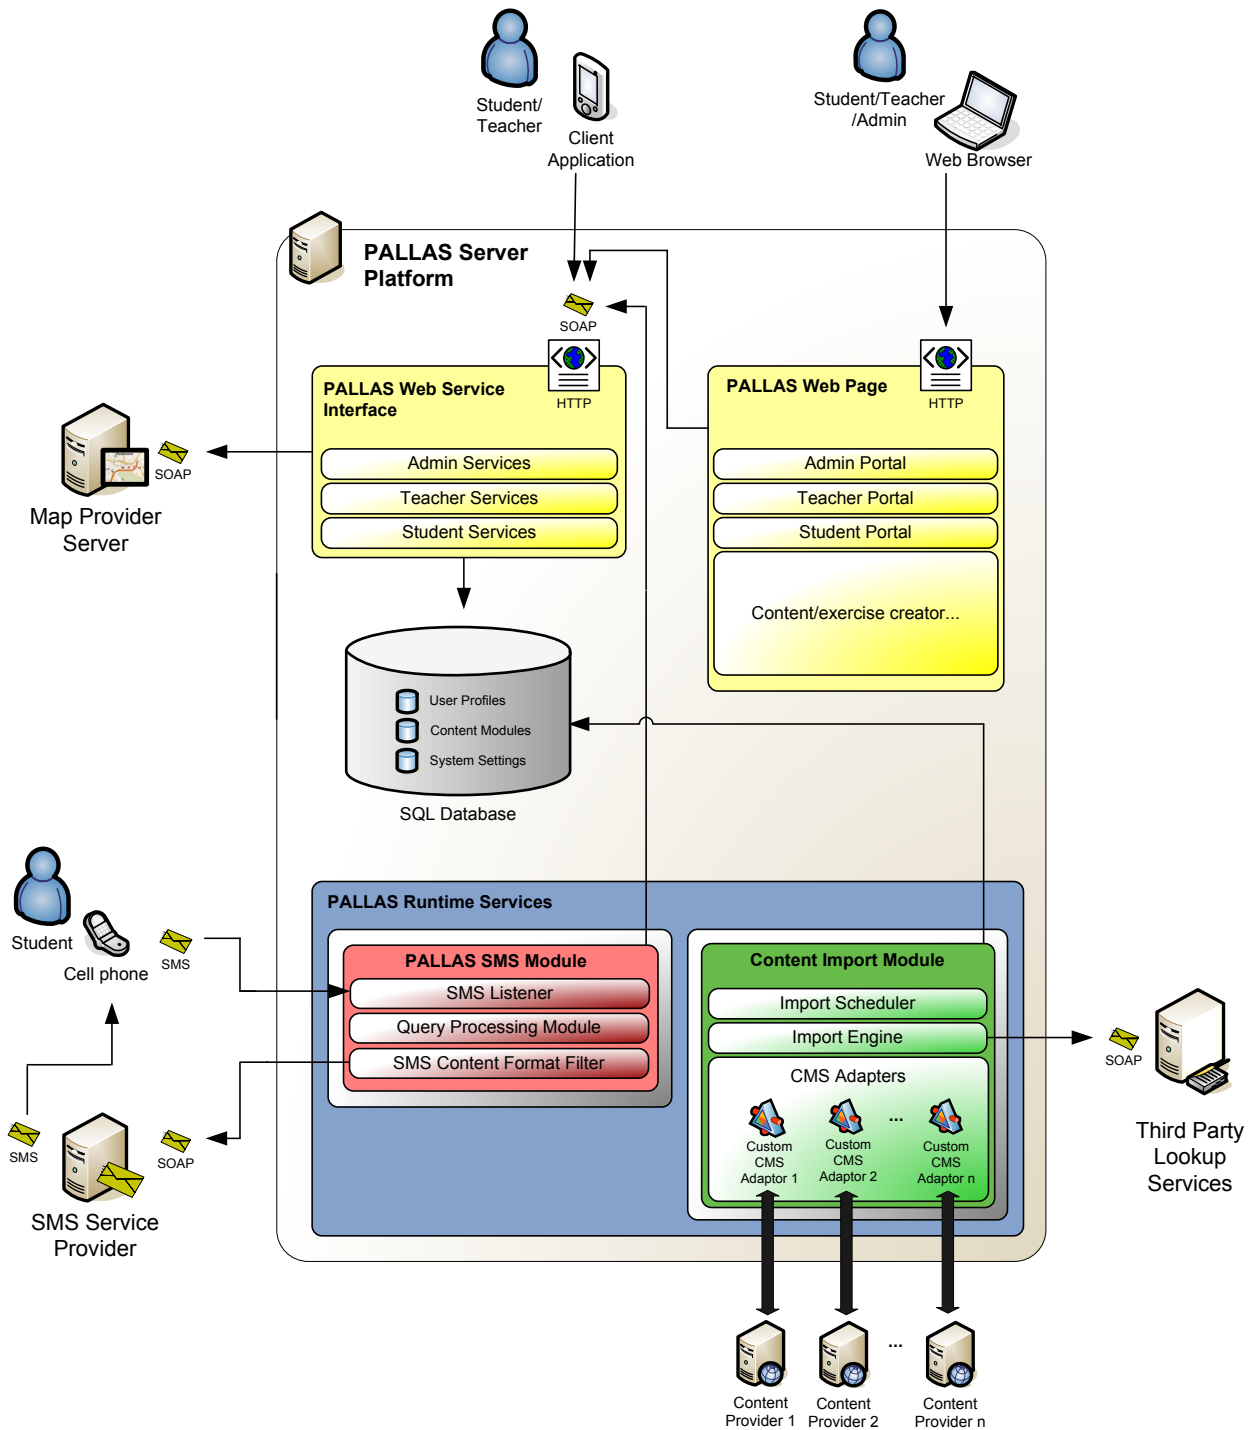 Student/
Teacher
Client
Application
Student/Teacher
/Admin
Web Browser
PALLAS Server
Platform
SOAP
HTTP
PALLAS Web Service
Interface
Admin Services
Teacher Services
Student Services
HTTP
PALLAS Web Page
Admin Portal
Teacher Portal
Student Portal
Content/exercise creator...
SOAP
Map Provider
Server
User Profiles
Content Modules
System Settings
SQL Database
Student
Cell phone
SMS
PALLAS Runtime Services
PALLAS SMS Module
SMS Listener
Query Processing Module
SMS Content Format Filter
Content Import Module
Import Scheduler
Import Engine
CMS Adapters
...
Custom
CMS
Adaptor 1
Custom
CMS
Adaptor 2
Custom
CMS
Adaptor n
SOAP
Third Party
Lookup
Services
SMS
SOAP
SMS Service
Provider
...
Content
Provider 1
Content
Provider 2
Content
Provider n